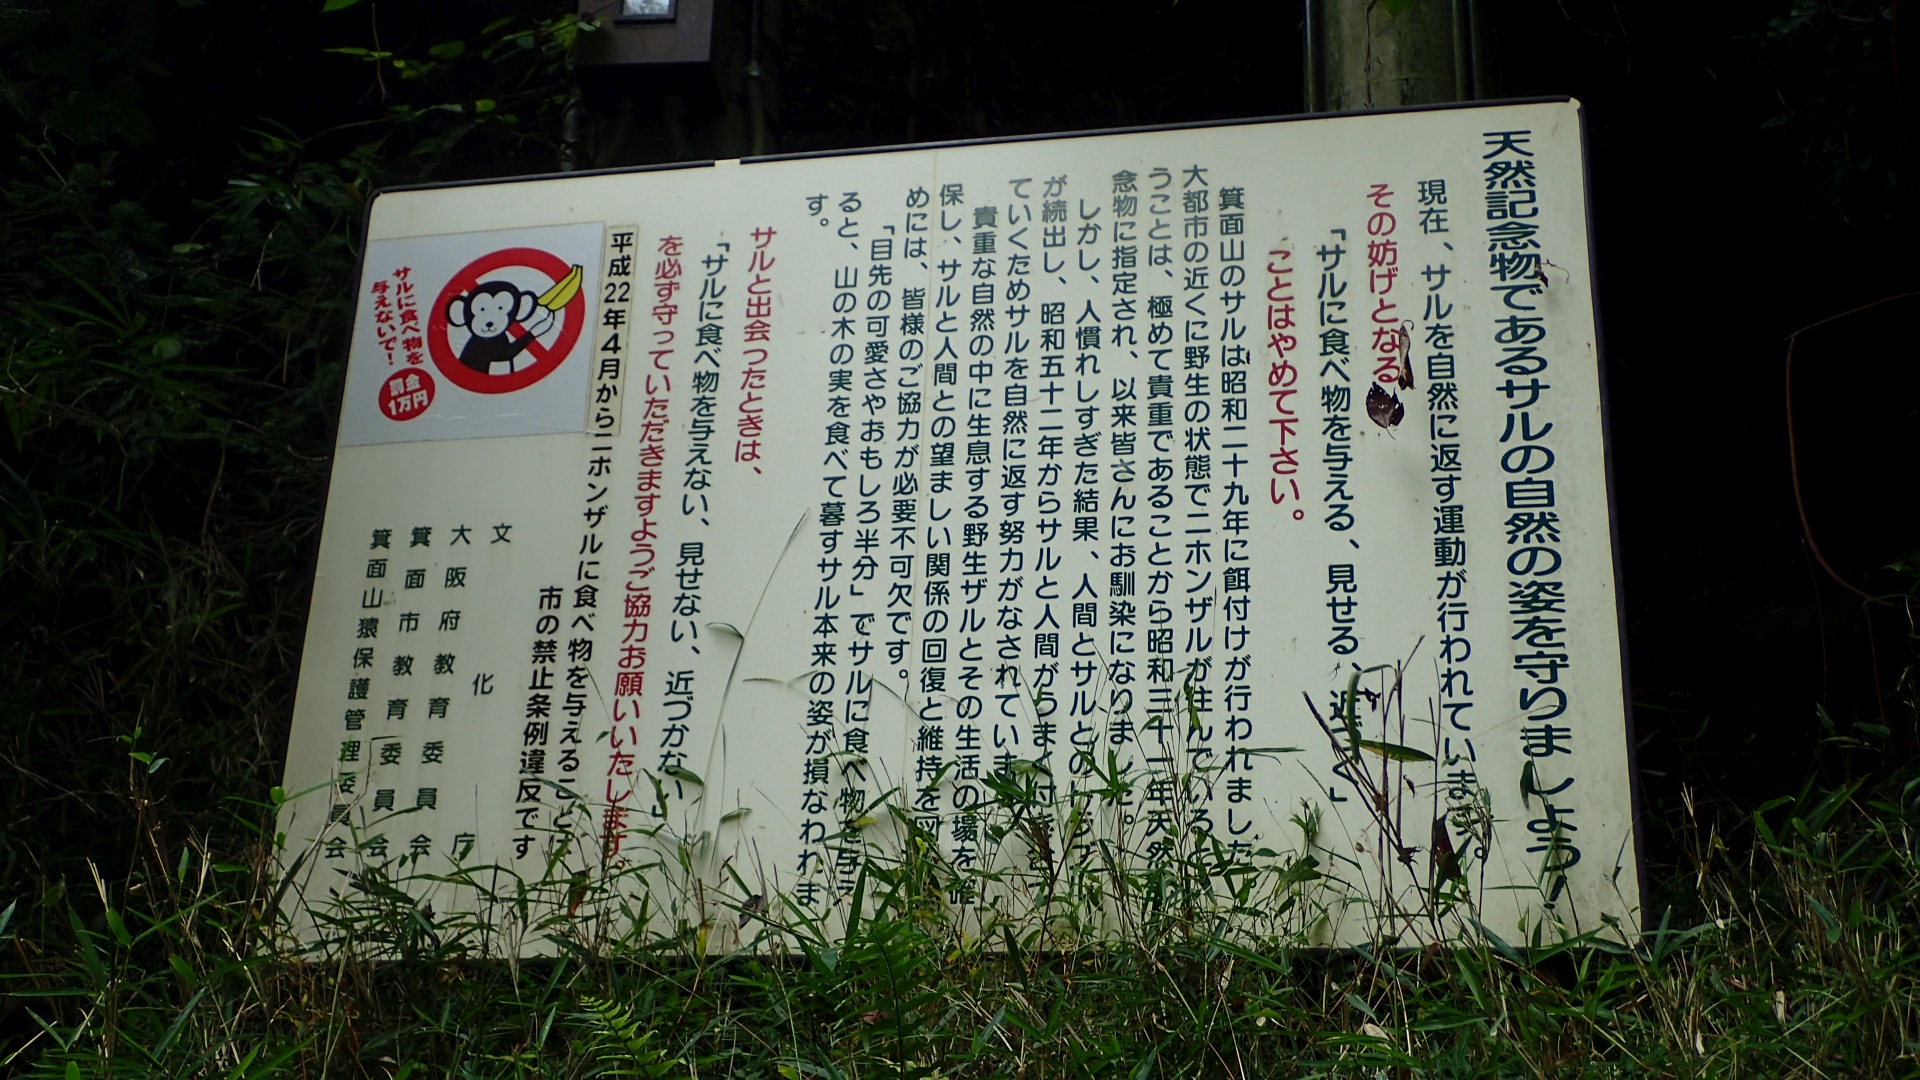 天然記念物であるサルの自然の姿を守りましょう！
現在、サルを自然に返す運動が行われています。
その妨げとなる
「サルに食べ物を与える、見せる、近づく」
ことはやめて下さい。
箕面山のサルは昭和二十九年に餌付けが行われました
大都市の近くに野生の状態でニホンザルが住んでいると
うことは、極めて貴重であることから昭和三十一年天然
念物に指定され、以来皆さんにお馴染になりました。
しかし、人慣れしすぎた結果、人間とサルとの
が続出し、昭和五十二年からサルと人間がうまく付き
ていくためサルを自然に返す努力がなされています
貴重な自然の中に生息する野生ザルとその生活の場を確
保し、サルと人間との望ましい関係の回復と維持を図
めには、皆様のご協力が必要不可欠です。
「目先の可愛さやおもしろ半分」でサルに食べ物を与え
ると、山の木の実を食べて暮すサル本来の姿が損なわれま
す。
サルと出会ったときは、
「サルに食べ物を与えない、見せない、近づかない」
を必ず守っていただきますようご協力お願いいたします。
平成22年4月からニホンザルに食べ物を与えることは
市の禁止条例違反です
サルに食べ物を
与えないで！
罰金
1万円
文化庁
大阪府教育委員会
箕面市教育委員会
箕面山猿保護管理委員会